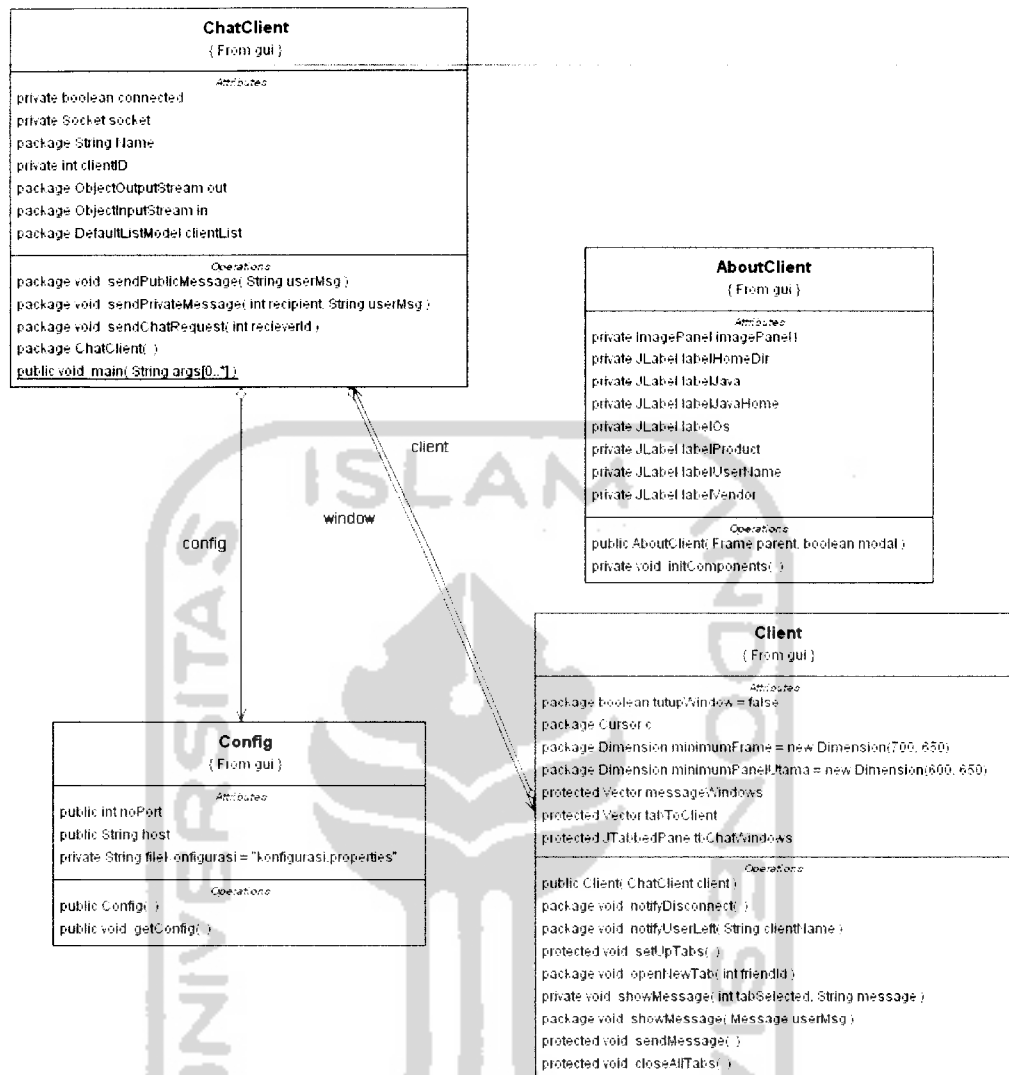 ChatClient
{ From gui }
Attributes
private boolean connected
private Socket socket
package String Name
private int clientID
package ObjectOutputStream out
package ObjectInputStream in
package DefaultListModel clientList
Operations
package void sendPublicMessage( String userMsg )
package void sendPrivateMessage( int recipient, String userMsg )
package void sendChatRequest( int recieverId )
package ChatClient( )
public void main( String args[0..*] )
AboutClient
{ From gui }
Attributes
private ImagePanel imagePanel1
private JLabel labelHomeDir
private JLabel labelJava
private JLabel labelJavaHome
private JLabel labelOs
private JLabel labelProduct
private JLabel labelUserName
private JLabel labelVendor
Operations
public AboutClient( Frame parent, boolean modal )
private void initComponents( )
client
window
config
Config
{ From gui }
Attributes
public int noPort
public String host
private String fileKonfigurasi = "konfigurasi.properties"
Operations
public Config( )
public void getConfig( )
Client
{ From gui }
Attributes
package boolean tutupWindow = false
package Cursor c
package Dimension minimumFrame = new Dimension(700, 650)
package Dimension minimumPanelUtama = new Dimension(600, 650)
protected Vector messageWindows
protected Vector tabToClient
protected JTabbedPane tbChatWindows
Operations
public Client( ChatClient client )
package void notifyDisconnect( )
package void notifyUserLeft( String clientName )
protected void setUpTabs( )
package void openNewTab( int friendId )
private void showMessage( int tabSelected, String message )
package void showMessage( Message userMsg )
protected void sendMessage( )
protected void closeAllTabs( )
UNIVERSITAS
ISLAM
INDONESIA